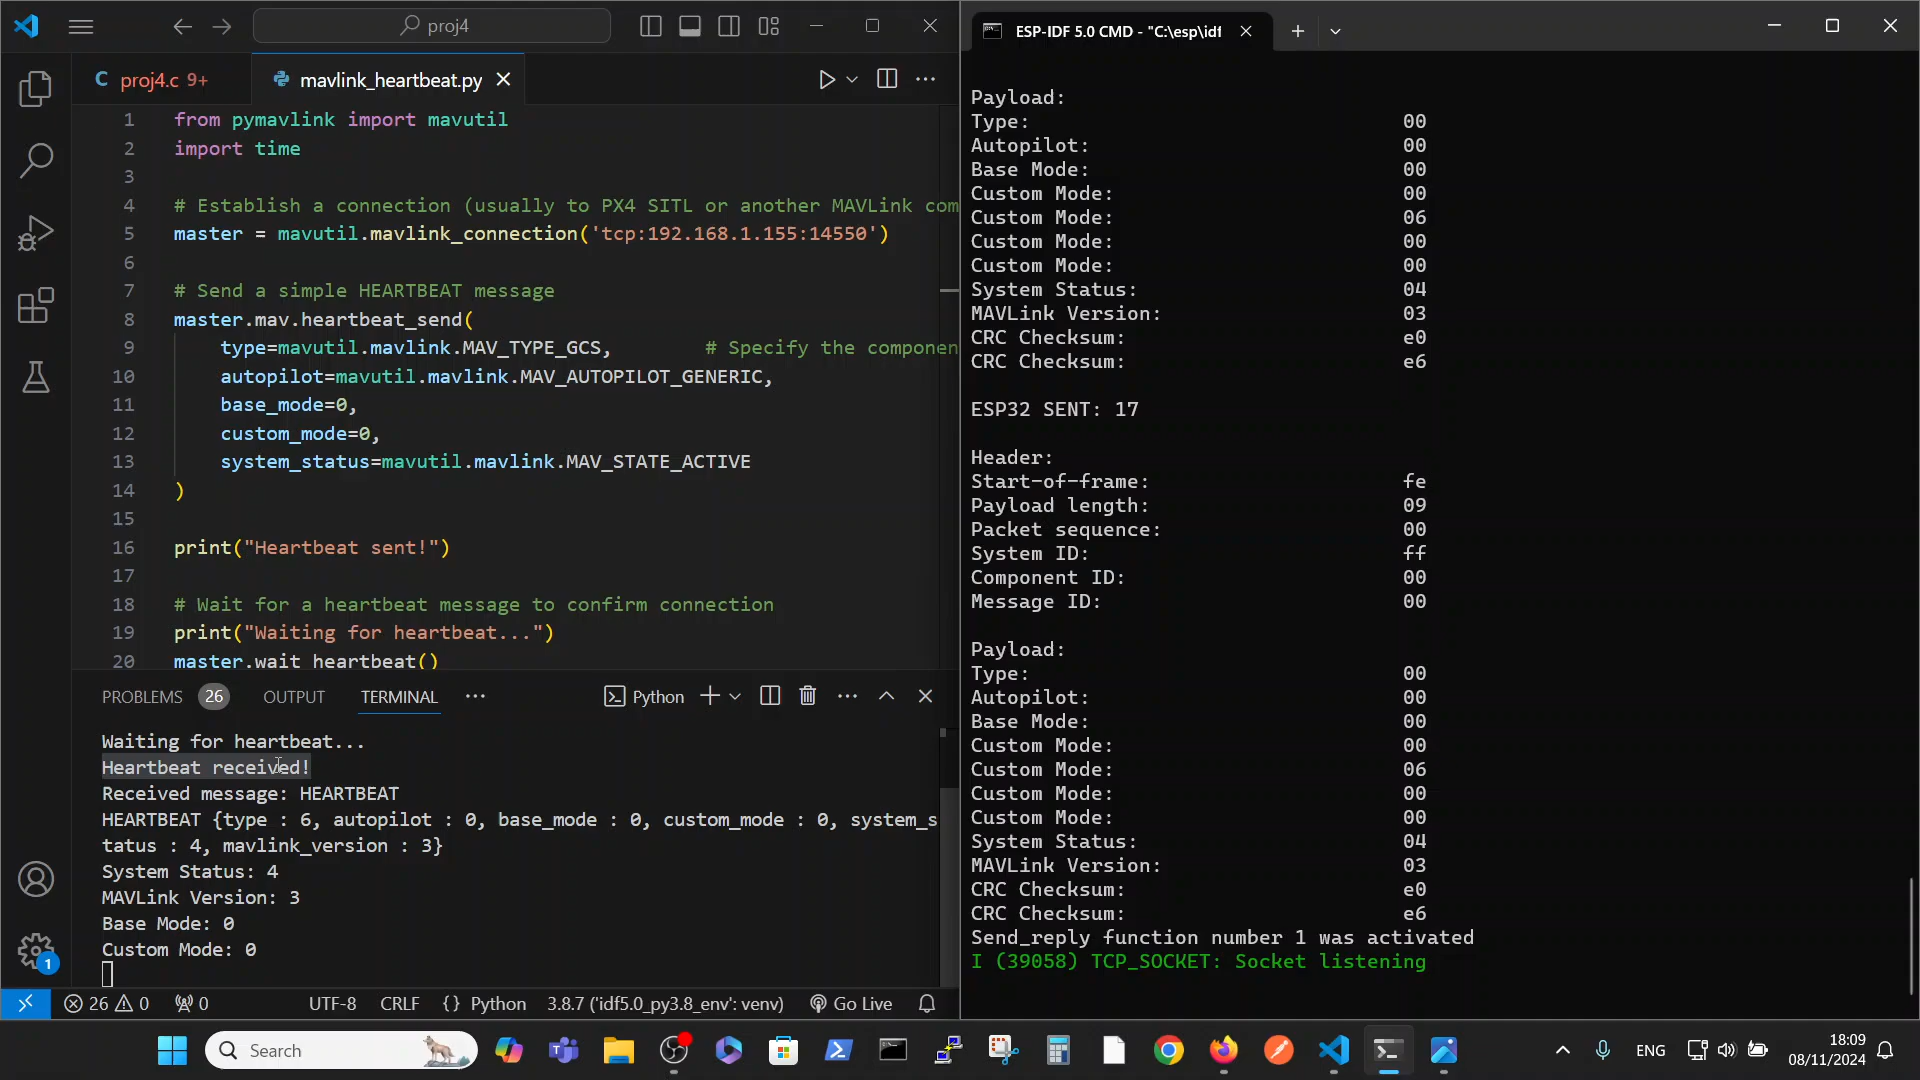 proj4
proj4.c 9+
mavlink_heartbeat.py
1 from pymavlink import mavutil
2 import time
3
4 # Establish a connection (usually to PX4 SITL or another MAVLink com
5 master = mavutil.mavlink_connection('tcp:192.168.1.155:14550')
6
7 # Send a simple HEARTBEAT message
8 master.mav.heartbeat_send(
9 type=mavutil.mavlink.MAV_TYPE_GCS, # Specify the componen
10 autopilot=mavutil.mavlink.MAV_AUTOPILOT_GENERIC,
11 base_mode=0,
12 custom_mode=0,
13 system_status=mavutil.mavlink.MAV_STATE_ACTIVE
14 )
15
16 print("Heartbeat sent!")
17
18 # Wait for a heartbeat message to confirm connection
19 print("Waiting for heartbeat...")
20 master.wait_heartbeat()
PROBLEMS 26 OUTPUT TERMINAL Python
Waiting for heartbeat...
Heartbeat received!
Received message: HEARTBEAT
HEARTBEAT {type : 6, autopilot : 0, base_mode : 0, custom_mode : 0, system_s
tatus : 4, mavlink_version : 3}
System Status: 4
MAVLink Version: 3
Base Mode: 0
Custom Mode: 0
1
26 0 0 UTF-8 CRLF {} Python 3.8.7 ('idf5.0_py3.8_env': venv) Go Live
ESP-IDF 5.0 CMD - "C:\esp\idf
Payload:
Type: 00
Autopilot: 00
Base Mode: 00
Custom Mode: 00
Custom Mode: 06
Custom Mode: 00
Custom Mode: 00
System Status: 04
MAVLink Version: 03
CRC Checksum: e0
CRC Checksum: e6
ESP32 SENT: 17
Header:
Start-of-frame: fe
Payload length: 09
Packet sequence: 00
System ID: ff
Component ID: 00
Message ID: 00
Payload:
Type: 00
Autopilot: 00
Base Mode: 00
Custom Mode: 00
Custom Mode: 06
Custom Mode: 00
Custom Mode: 00
System Status: 04
MAVLink Version: 03
CRC Checksum: e0
CRC Checksum: e6
Send_reply function number 1 was activated
I (39058) TCP_SOCKET: Socket listening
Search
ENG
18:09
08/11/2024